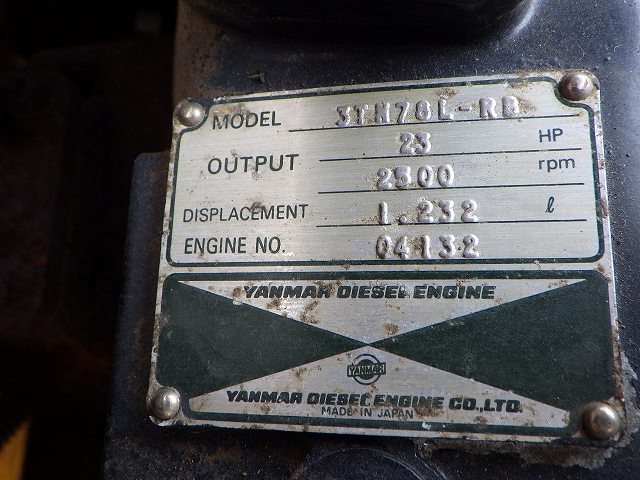 MODEL 3TN78L-RB
OUTPUT 23 HP
2500 rpm
DISPLACEMENT 1.232 ℓ
ENGINE NO. 04132
YANMAR DIESEL ENGINE
YANMAR
YANMAR DIESEL ENGINE CO.,LTD.
MADE IN JAPAN